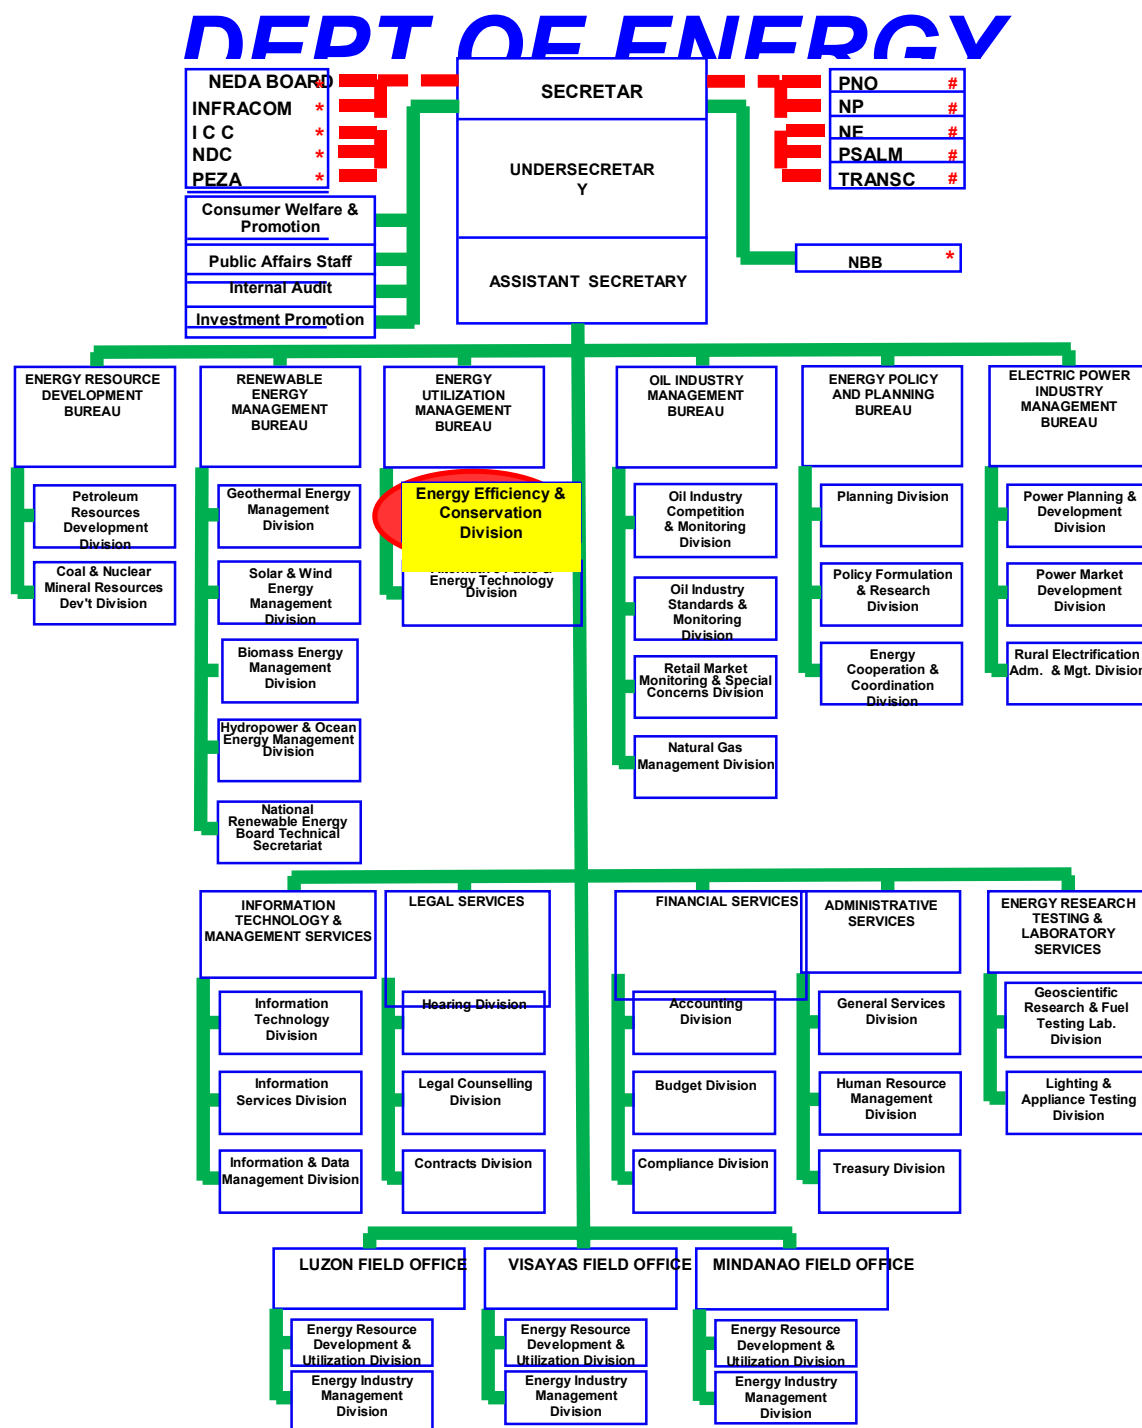 DEPT OF ENERGY
NEDA BOARD *
INFRACOM *
I C C *
NDC *
PEZA *
SECRETAR
UNDERSECRETAR
Y
ASSISTANT SECRETARY
PNO #
NP #
NE #
PSALM #
TRANSC #
NBB *
Consumer Welfare &
Promotion
Public Affairs Staff
Internal Audit
Investment Promotion
ENERGY RESOURCE
DEVELOPMENT
BUREAU
Petroleum
Resources
Development
Division
Coal & Nuclear
Mineral Resources
Dev't Division
RENEWABLE
ENERGY
MANAGEMENT
BUREAU
Geothermal Energy
Management
Division
Solar & Wind
Energy
Management
Division
Biomass Energy
Management
Division
Hydropower & Ocean
Energy Management
Division
National
Renewable Energy
Board Technical
Secretariat
ENERGY
UTILIZATION
MANAGEMENT
BUREAU
Energy Efficiency &
Conservation
Division
Alternative Fuels &
Energy Technology
Division
OIL INDUSTRY
MANAGEMENT
BUREAU
Oil Industry
Competition
& Monitoring
Division
Oil Industry
Standards &
Monitoring
Division
Retail Market
Monitoring & Special
Concerns Division
Natural Gas
Management Division
ENERGY POLICY
AND PLANNING
BUREAU
Planning Division
Policy Formulation
& Research
Division
Energy
Cooperation &
Coordination
Division
ELECTRIC POWER
INDUSTRY
MANAGEMENT
BUREAU
Power Planning &
Development
Division
Power Market
Development
Division
Rural Electrification
Adm. & Mgt. Division
INFORMATION
TECHNOLOGY &
MANAGEMENT SERVICES
Information
Technology
Division
Information
Services Division
Information & Data
Management Division
LEGAL SERVICES
Hearing Division
Legal Counselling
Division
Contracts Division
FINANCIAL SERVICES
Accounting
Division
Budget Division
Compliance Division
ADMINISTRATIVE
SERVICES
General Services
Division
Human Resource
Management
Division
Treasury Division
ENERGY RESEARCH
TESTING &
LABORATORY
SERVICES
Geoscientific
Research & Fuel
Testing Lab.
Division
Lighting &
Appliance Testing
Division
LUZON FIELD OFFICE
Energy Resource
Development &
Utilization Division
Energy Industry
Management
Division
VISAYAS FIELD OFFICE
Energy Resource
Development &
Utilization Division
Energy Industry
Management
Division
MINDANAO FIELD OFFICE
Energy Resource
Development &
Utilization Division
Energy Industry
Management
Division